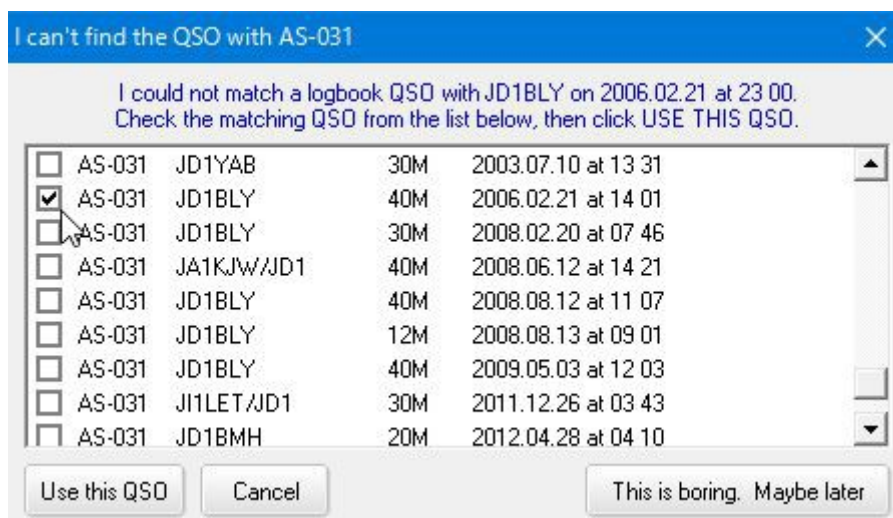 I can't find the QSO with AS-031
I could not match a logbook QSO with JD1BLY on 2006.02.21 at 23 00.
Check the matching QSO from the list below, then click USE THIS QSO.
AS-031 JD1YAB 30M 2003.07.10 at 13 31
AS-031 JD1BLY 40M 2006.02.21 at 14 01
AS-031 JD1BLY 30M 2008.02.20 at 07 46
AS-031 JA1KJW/JD1 40M 2008.06.12 at 14 21
AS-031 JD1BLY 40M 2008.08.12 at 11 07
AS-031 JD1BLY 12M 2008.08.13 at 09 01
AS-031 JD1BLY 40M 2009.05.03 at 12 03
AS-031 JI1LET/JD1 30M 2011.12.26 at 03 43
AS-031 JD1BMH 20M 2012.04.28 at 04 10
Use this QSO Cancel This is boring. Maybe later